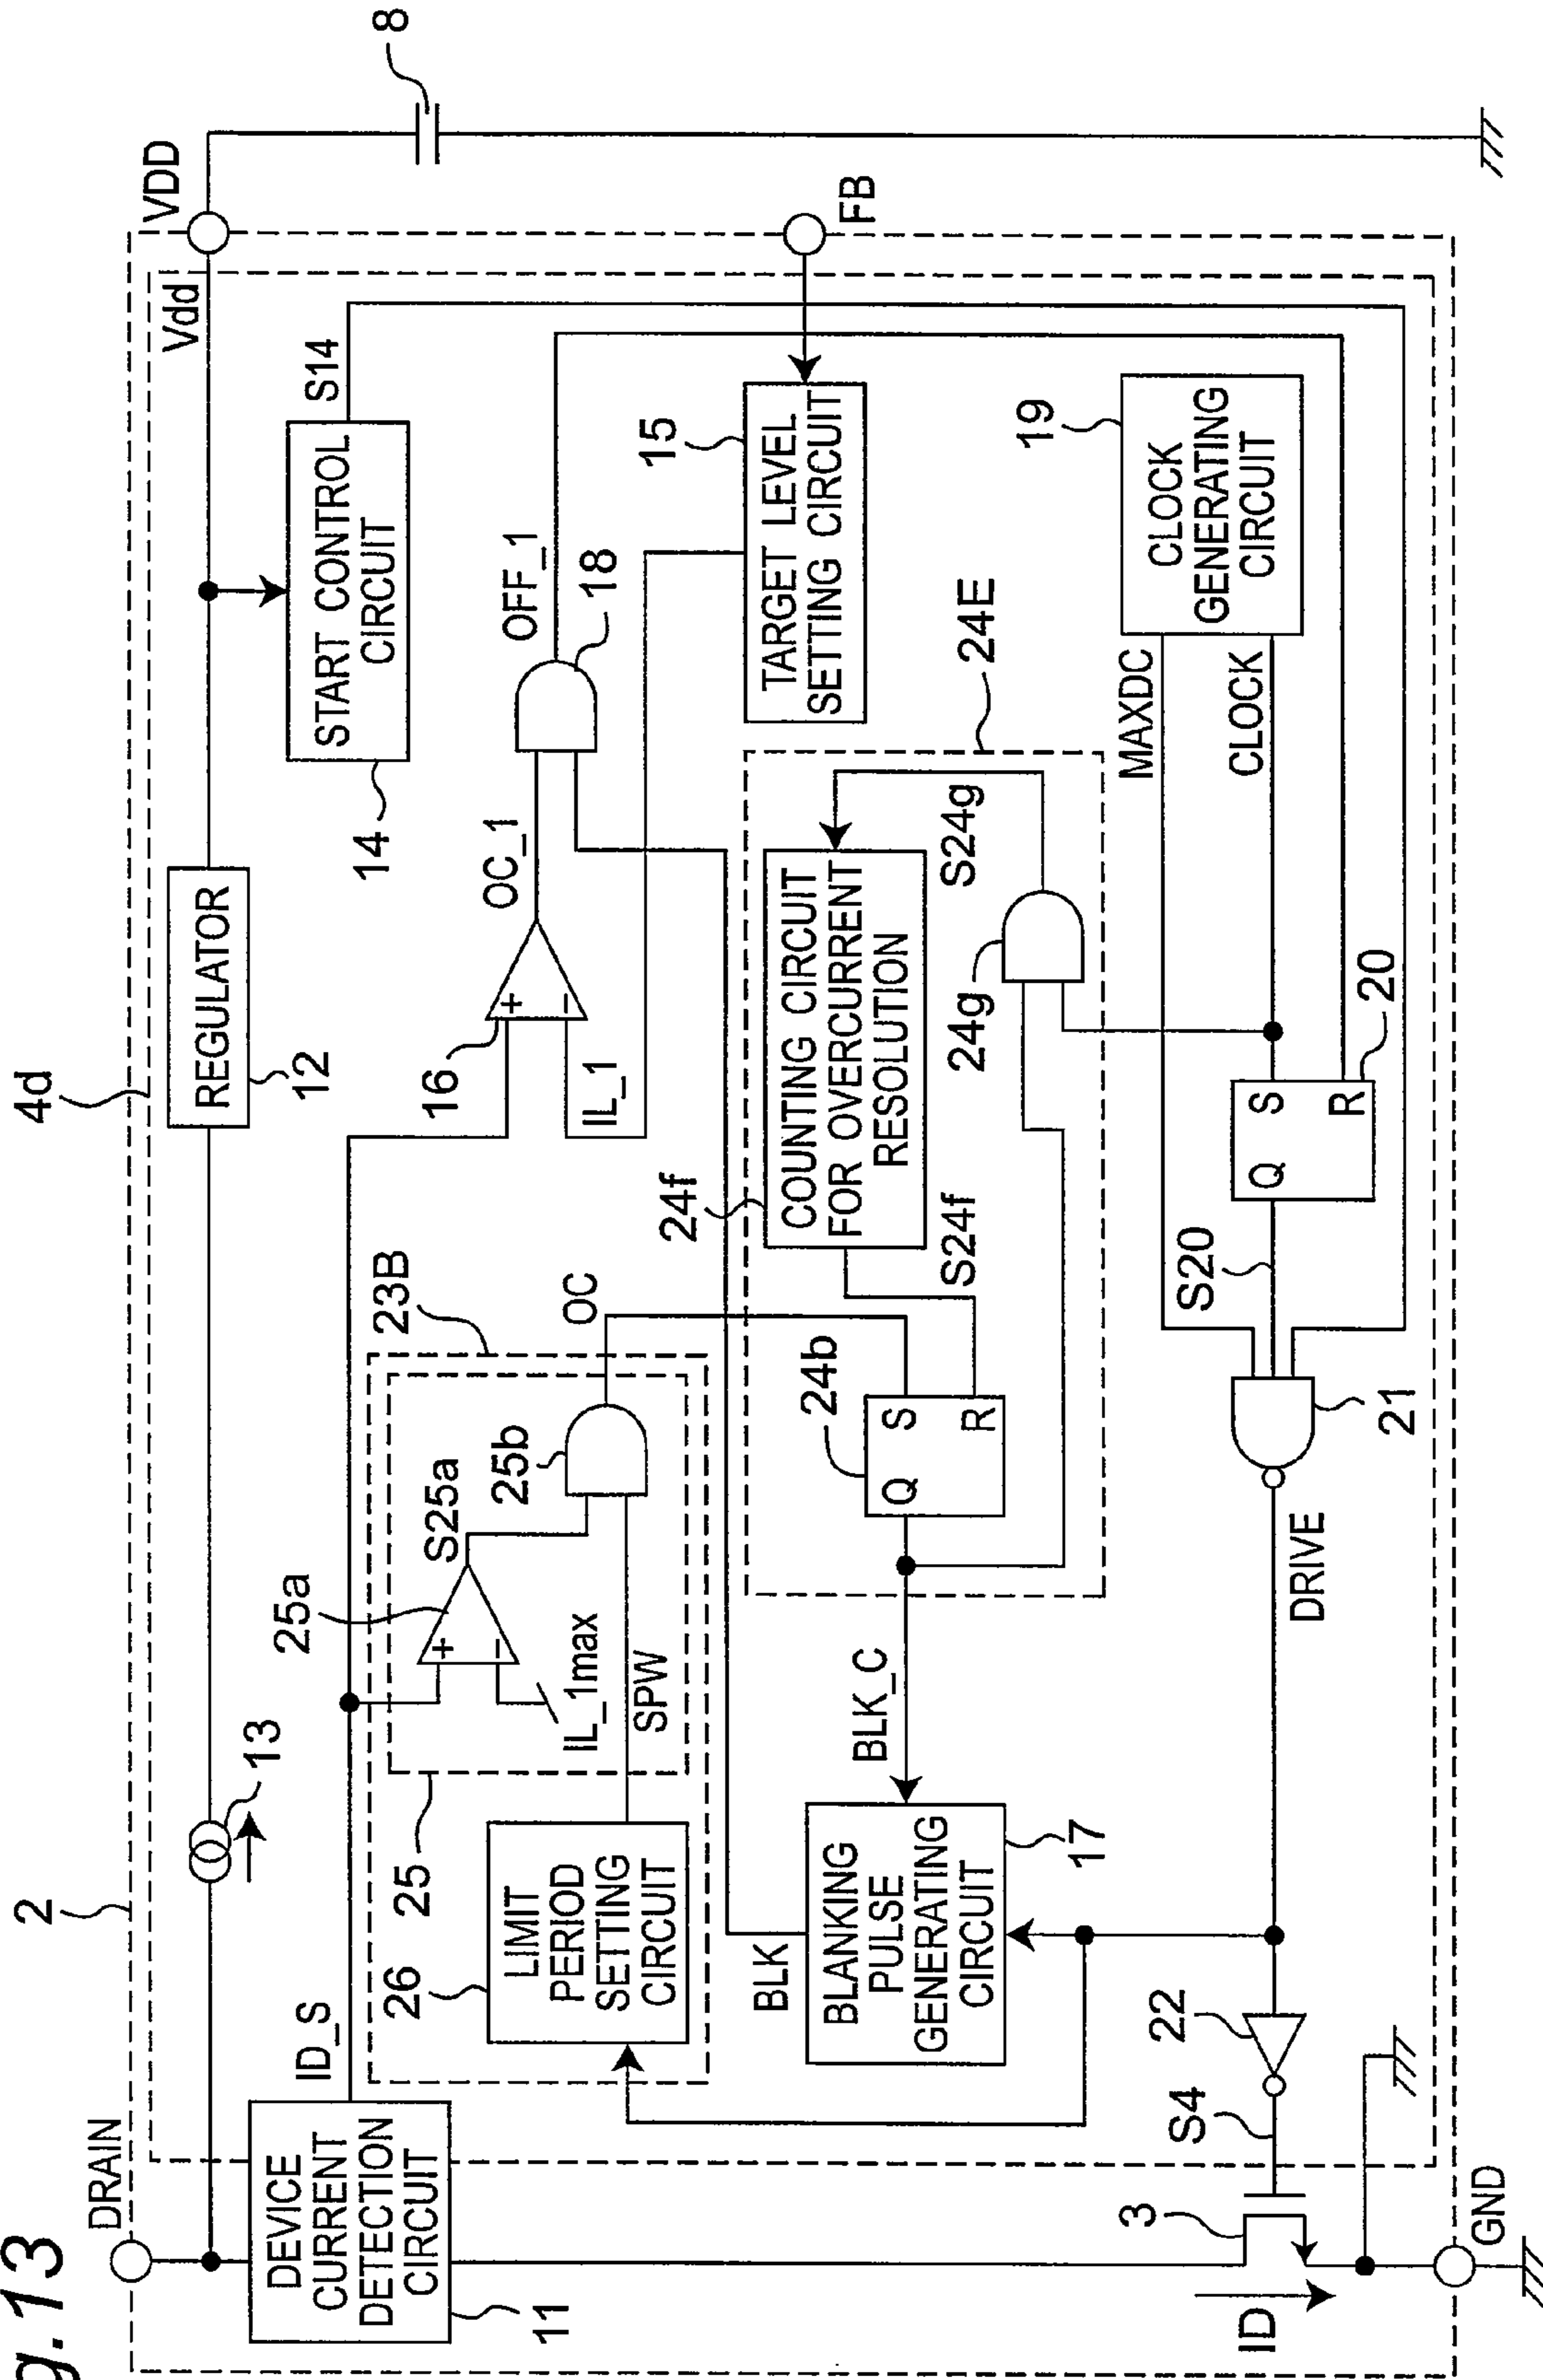 g.13
4d
2
DRAIN
VDD
Vdd
8
13
REGULATOR
12
START CONTROL
CIRCUIT
14
S14
DEVICE
CURRENT
DETECTION
CIRCUIT
11
ID_S
25a
S25a
+
−
IL_1max
25b
OC
23B
25
SPW
LIMIT
PERIOD
SETTING
CIRCUIT
26
16
+
−
IL_1
OC_1
OFF_1
18
TARGET LEVEL
SETTING CIRCUIT
15
FB
24E
24f
COUNTING CIRCUIT
FOR OVERCURRENT
RESOLUTION
S24f
S24g
24g
24b
Q
S
R
BLK_C
BLK
BLANKING
PULSE
GENERATING
CIRCUIT
17
CLOCK
GENERATING
CIRCUIT
19
MAXDC
CLOCK
Q
S
R
20
S20
21
DRIVE
22
S4
3
ID
GND